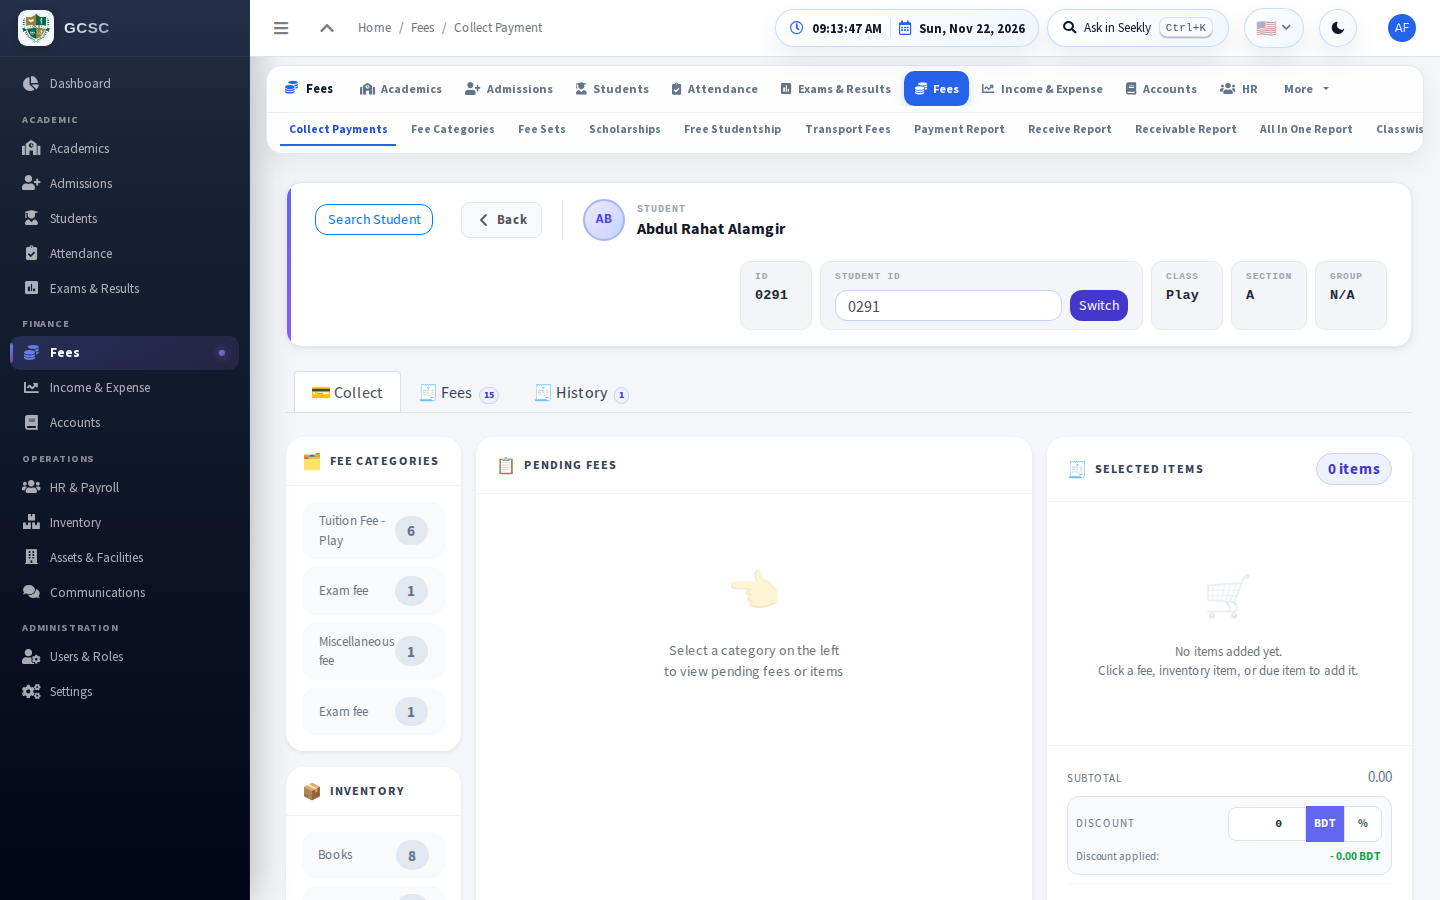 GCSC
Home / Fees / Collect Payment
09:13:47 AM
Sun, Nov 22, 2026
Ask in Seekly
Ctrl+K
AF
Dashboard
ACADEMIC
Academics
Admissions
Students
Attendance
Exams & Results
FINANCE
Fees
Income & Expense
Accounts
OPERATIONS
HR & Payroll
Inventory
Assets & Facilities
Communications
ADMINISTRATION
Users & Roles
Settings
Fees
Academics
Admissions
Students
Attendance
Exams & Results
Fees
Income & Expense
Accounts
HR
More
Collect Payments
Fee Categories
Fee Sets
Scholarships
Free Studentship
Transport Fees
Payment Report
Receive Report
Receivable Report
All In One Report
Classwis
Search Student
Back
AB
STUDENT
Abdul Rahat Alamgir
ID
0291
STUDENT ID
0291
Switch
CLASS
Play
SECTION
A
GROUP
N/A
Collect
Fees 15
History 1
FEE CATEGORIES
Tuition Fee -
Play
6
Exam fee
1
Miscellaneous
fee
1
Exam fee
1
INVENTORY
Books
8
PENDING FEES
Select a category on the left
to view pending fees or items
SELECTED ITEMS
0 items
No items added yet.
Click a fee, inventory item, or due item to add it.
SUBTOTAL
0.00
DISCOUNT
0
BDT
%
Discount applied:
- 0.00 BDT